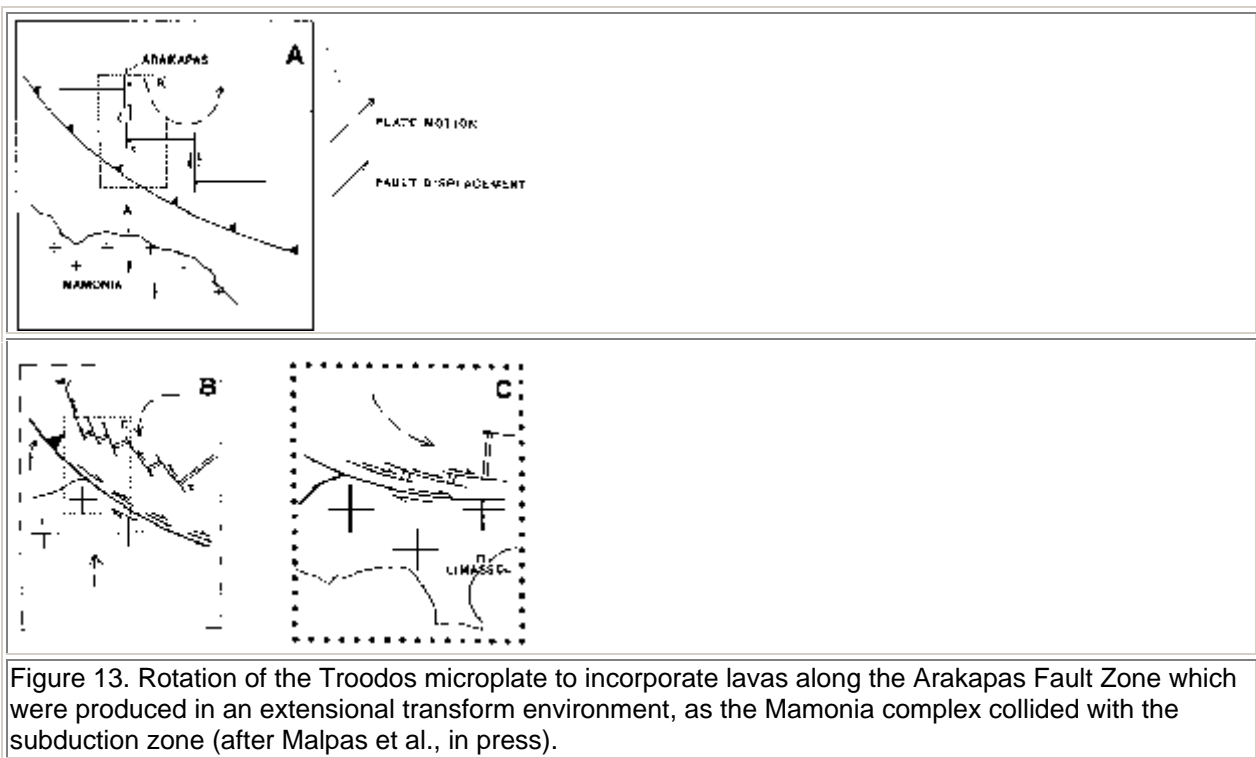 ARAKAPAS
A
R
PLATE MOTION
FAULT DISPLACEMENT
A
MAMONIA
B
C
LIMASSOL
Figure 13. Rotation of the Troodos microplate to incorporate lavas along the Arakapas Fault Zone which
were produced in an extensional transform environment, as the Mamonia complex collided with the
subduction zone (after Malpas et al., in press).